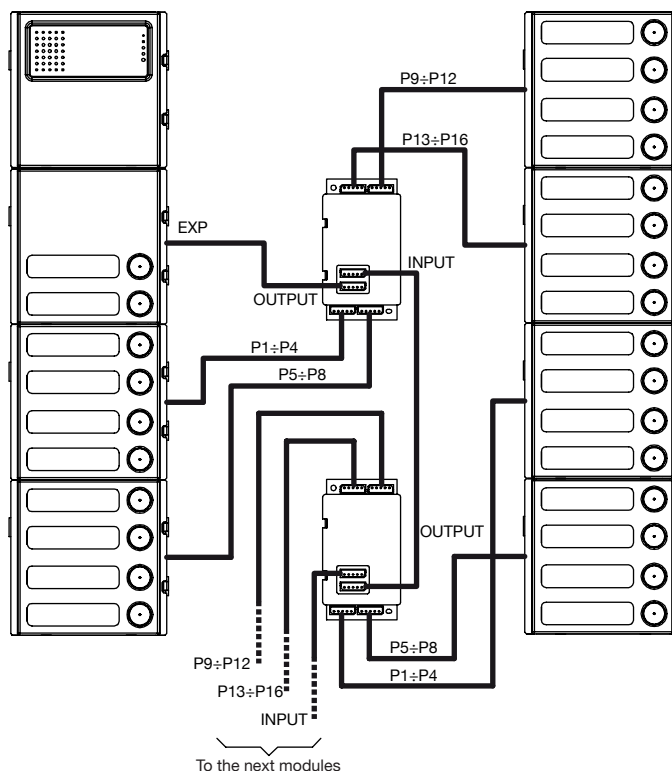 P9÷P12
P13÷P16
EXP
INPUT
OUTPUT
P1÷P4
P5÷P8
OUTPUT
P5÷P8
P9÷P12
P1÷P4
P13÷P16
INPUT
To the next modules